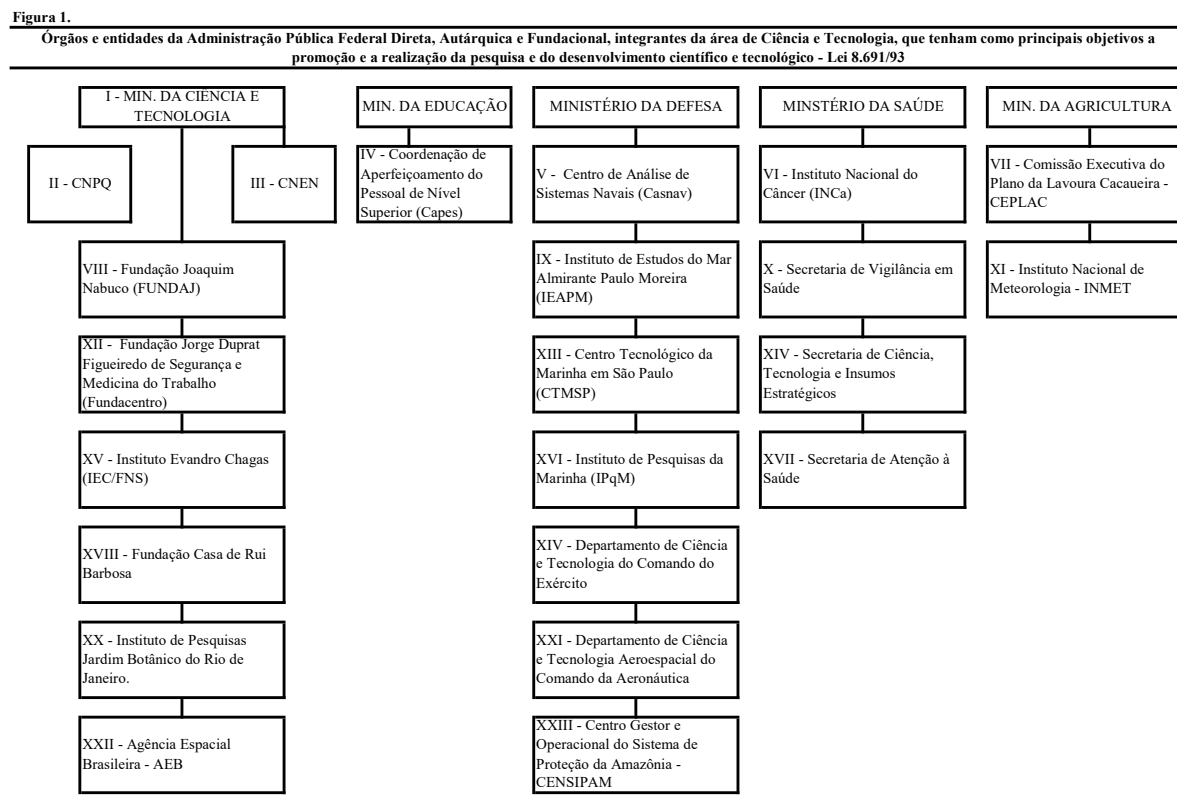 Figura 1.
Órgãos e entidades da Administração Pública Federal Direta, Autárquica e Fundacional, integrantes da área de Ciência e Tecnologia, que tenham como principais objetivos a
promoção e a realização da pesquisa e do desenvolvimento científico e tecnológico - Lei 8.691/93
I - MIN. DA CIÊNCIA E
TECNOLOGIA
MIN. DA EDUCAÇÃO
MINISTÉRIO DA DEFESA
MINSTÉRIO DA SAÚDE
MIN. DA AGRICULTURA
II - CNPQ
III - CNEN
IV - Coordenação de
Aperfeiçoamento do
Pessoal de Nível
Superior (Capes)
V -  Centro de Análise de
Sistemas Navais (Casnav)
VI - Instituto Nacional do
Câncer (INCa)
VII - Comissão Executiva do
Plano da Lavoura Cacaueira -
CEPLAC
VIII - Fundação Joaquim
Nabuco (FUNDAJ)
IX - Instituto de Estudos do Mar
Almirante Paulo Moreira
(IEAPM)
X - Secretaria de Vigilância em
Saúde
XI - Instituto Nacional de
Meteorologia - INMET
XII -  Fundação Jorge Duprat
Figueiredo de Segurança e
Medicina do Trabalho
(Fundacentro)
XIII - Centro Tecnológico da
Marinha em São Paulo
(CTMSP)
XIV - Secretaria de Ciência,
Tecnologia e Insumos
Estratégicos
XV - Instituto Evandro Chagas
(IEC/FNS)
XVI - Instituto de Pesquisas da
Marinha (IPqM)
XVII - Secretaria de Atenção à
Saúde
XVIII - Fundação Casa de Rui
Barbosa
XIV - Departamento de Ciência
e Tecnologia do Comando do
Exército
XX - Instituto de Pesquisas
Jardim Botânico do Rio de
Janeiro.
XXI - Departamento de Ciência
e Tecnologia Aeroespacial do
Comando da Aeronáutica
XXII - Agência Espacial
Brasileira - AEB
XXIII - Centro Gestor e
Operacional do Sistema de
Proteção da Amazônia -
CENSIPAM